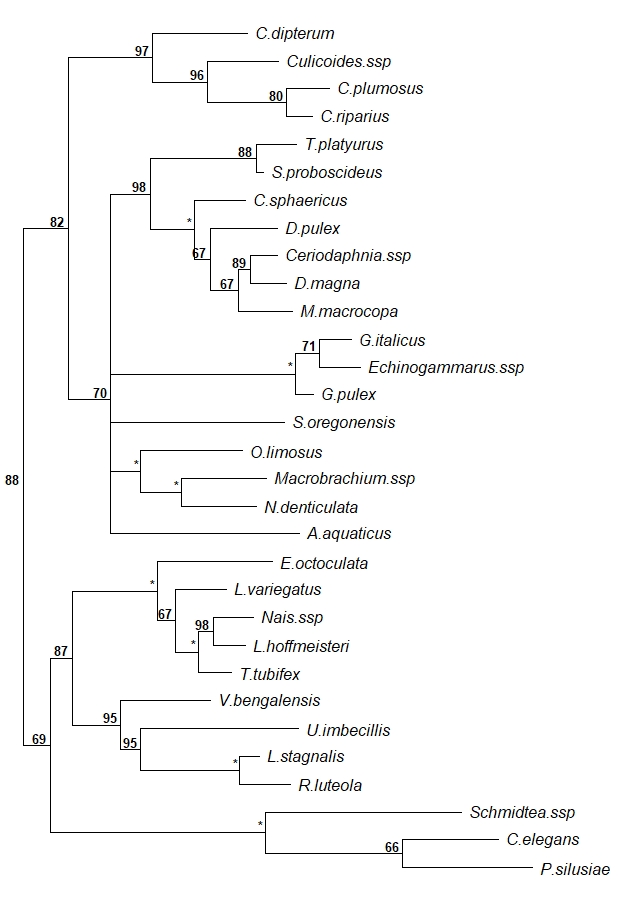 C.dipterum
97
Culicoides.ssp
96
C.plumosus
80
C.riparius
T.platyurus
88
S.proboscideus
98
C.sphaericus
*
82
D.pulex
67
Ceriodaphnia.ssp
89
D.magna
67
M.macrocopa
G.italicus
71
Echinogammarus.ssp
*
G.pulex
70
S.oregonensis
O.limosus
*
Macrobrachium.ssp
88
*
N.denticulata
A.aquaticus
E.octoculata
*
L.variegatus
67
Nais.ssp
98
L.hoffmeisteri
*
87
T.tubifex
V.bengalensis
95
U.imbecillis
69
95
L.stagnalis
*
R.luteola
Schmidtea.ssp
*
C.elegans
66
P.silusiae